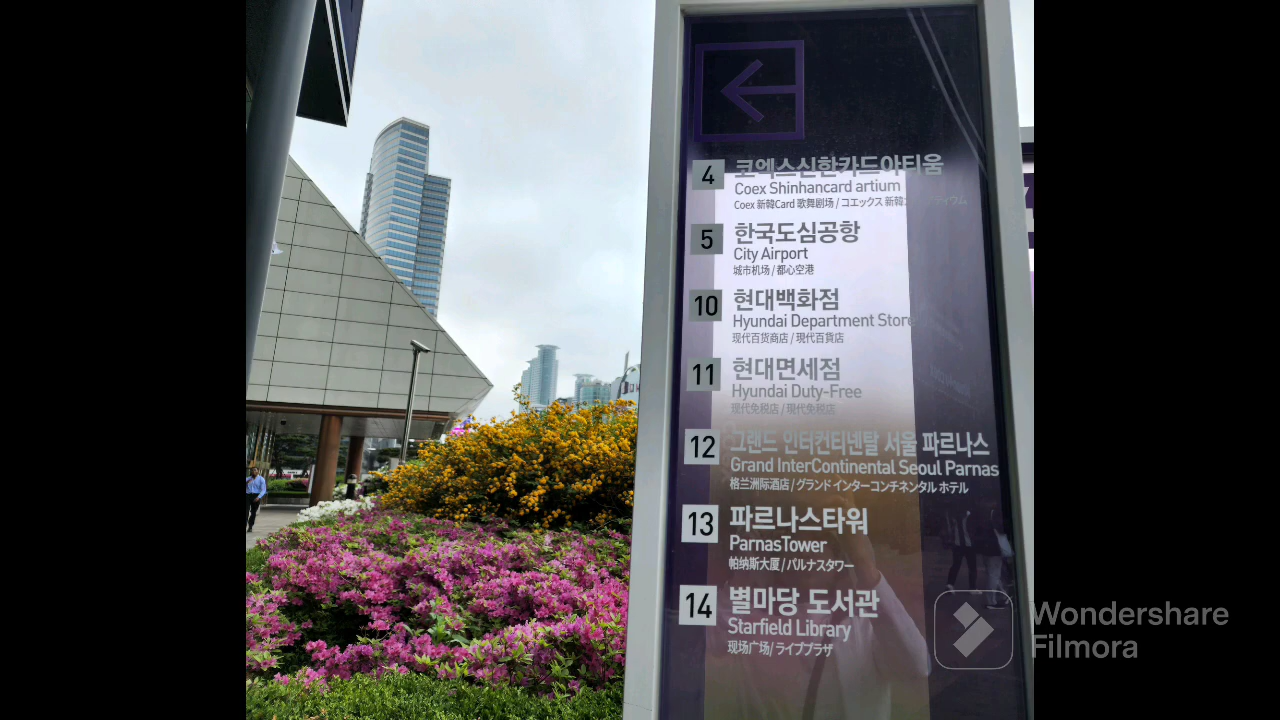 4 코엑스신한카드아티움
Coex Shinhancard artium
Coex 新韓Card 歌舞剧场 / コエックス 新韓
5 한국도심공항
City Airport
城市机场 / 都心空港
10 현대백화점
Hyundai Department Store
现代百货商店 / 現代百貨店
11 현대면세점
Hyundai Duty-Free
现代免税店 / 現代免税店
12 그랜드 인터컨티넨탈 서울 파르나스
Grand InterContinental Seoul Parnas
格兰洲际酒店 / グランド インターコンチネンタル ホテル
13 파르나스타워
ParnasTower
帕纳斯大厦 / パルナスタワー
14 별마당 도서관
Starfield Library
现场广场/ ライブプラザ
Wondershare
Filmora